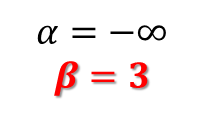 α = −∞
β = 3